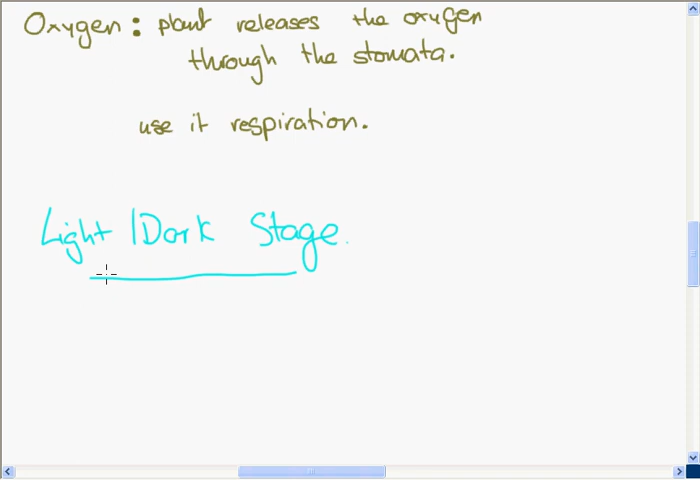 Oxygen: plant releases the oxygen
through the stomata.
use it respiration.
Light/Dark Stage.